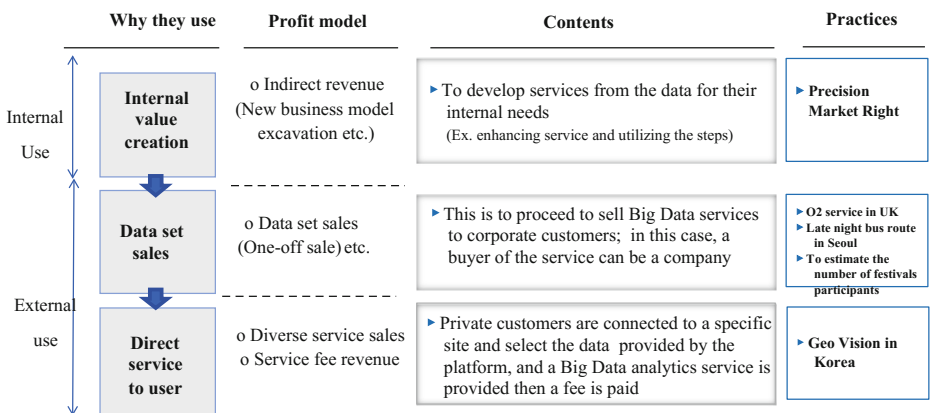 Why they use
Profit model
Contents
Practices
Internal
Use
Internal
value
creation
o Indirect revenue
(New business model
excavation etc.)
▸ To develop services from the data for their
internal needs
(Ex. enhancing service and utilizing the steps)
▸ Precision
Market Right
External
use
Data set
sales
o Data set sales
(One-off sale) etc.
▸ This is to proceed to sell Big Data services
to corporate customers; in this case, a
buyer of the service can be a company
▸ O2 service in UK
▸ Late night bus route
in Seoul
▸ To estimate the
number of festivals
participants
Direct
service
to user
o Diverse service sales
o Service fee revenue
▸ Private customers are connected to a specific
site and select the data provided by the
platform, and a Big Data analytics service is
provided then a fee is paid
▸ Geo Vision in
Korea